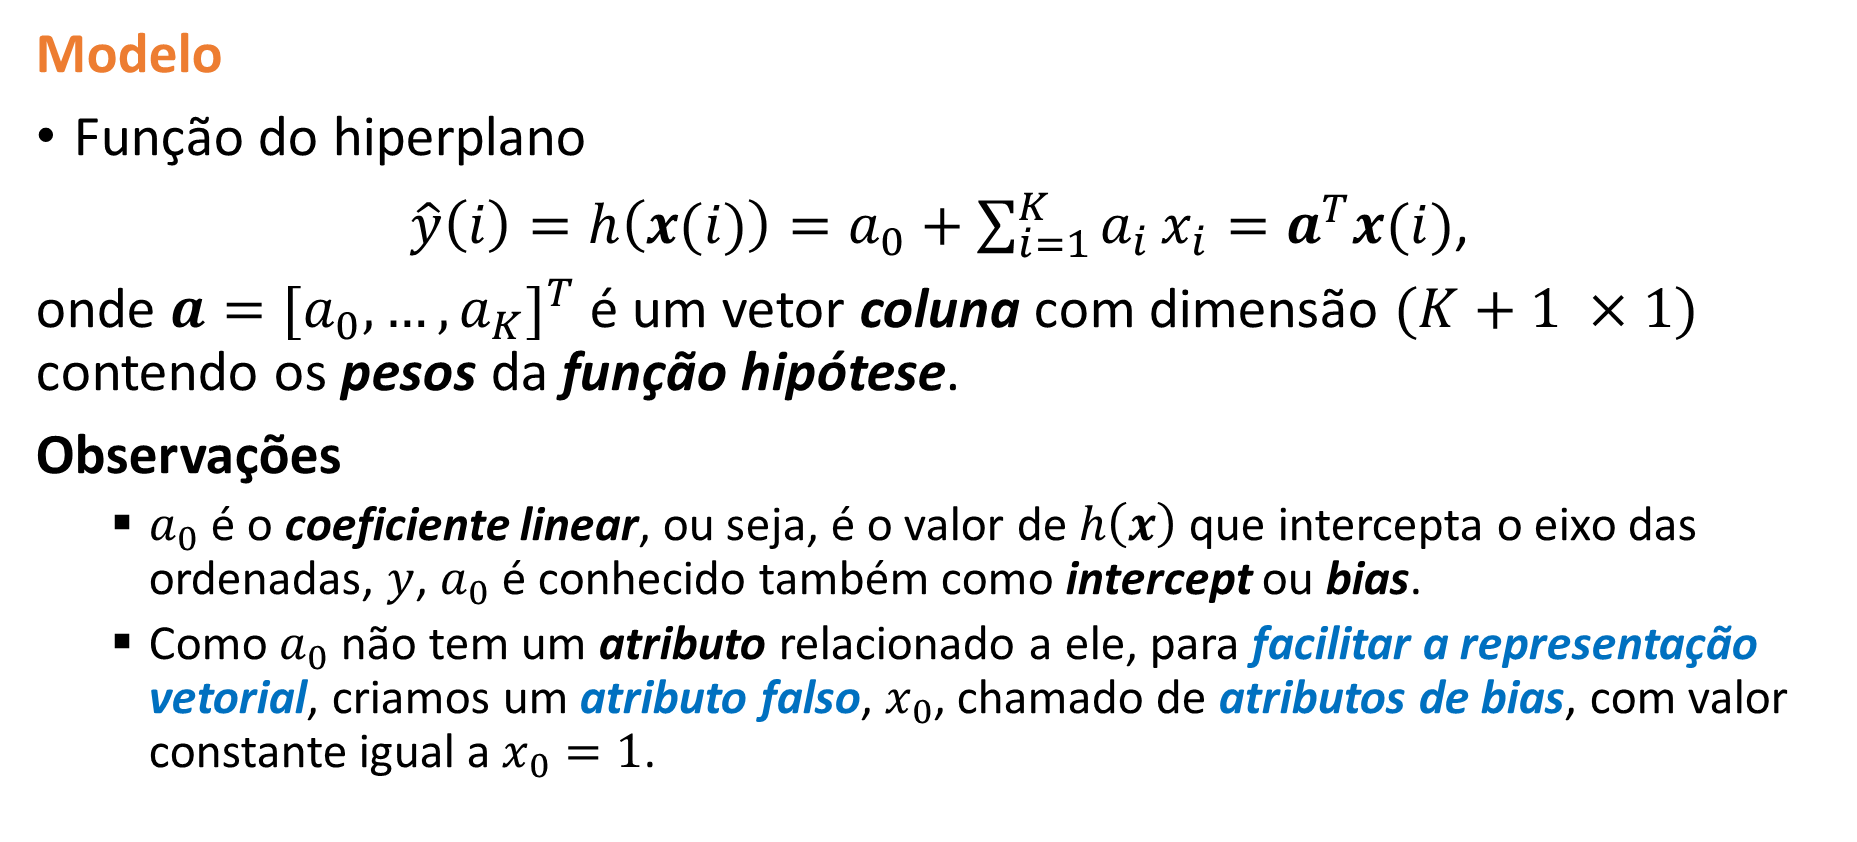 Modelo
• Função do hiperplano
ŷ(i) = h(x(i)) = a₀ + ∑ᵢ₌₁ᴷ aᵢ xᵢ = aᵀx(i),
onde a = [a₀, … , a_K]ᵀ é um vetor coluna com dimensão (K + 1 × 1)
contendo os pesos da função hipótese.
Observações
▪ a₀ é o coeficiente linear, ou seja, é o valor de h(x) que intercepta o eixo das
ordenadas, y, a₀ é conhecido também como intercept ou bias.
▪ Como a₀ não tem um atributo relacionado a ele, para facilitar a representação
vetorial, criamos um atributo falso, x₀, chamado de atributos de bias, com valor
constante igual a x₀ = 1.